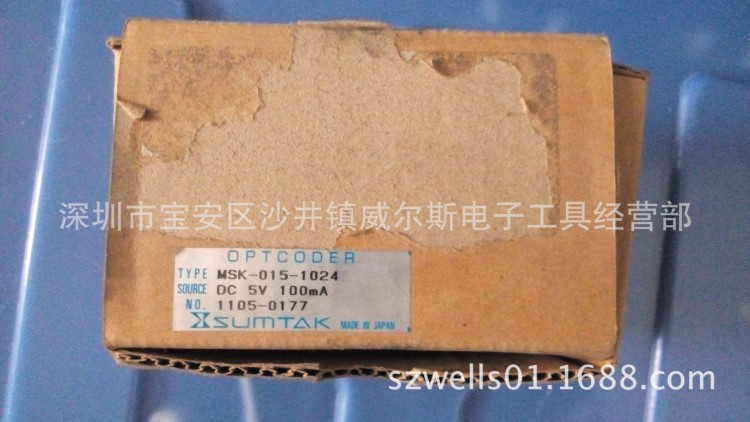 深圳市宝安区沙井镇威尔斯电子工具经营部
OPTCODER
TYPE MSK-015-1024
SOURCE DC 5V 100mA
NO. 1105-0177
SUMTAK MADE IN JAPAN
szwells01.1688.com